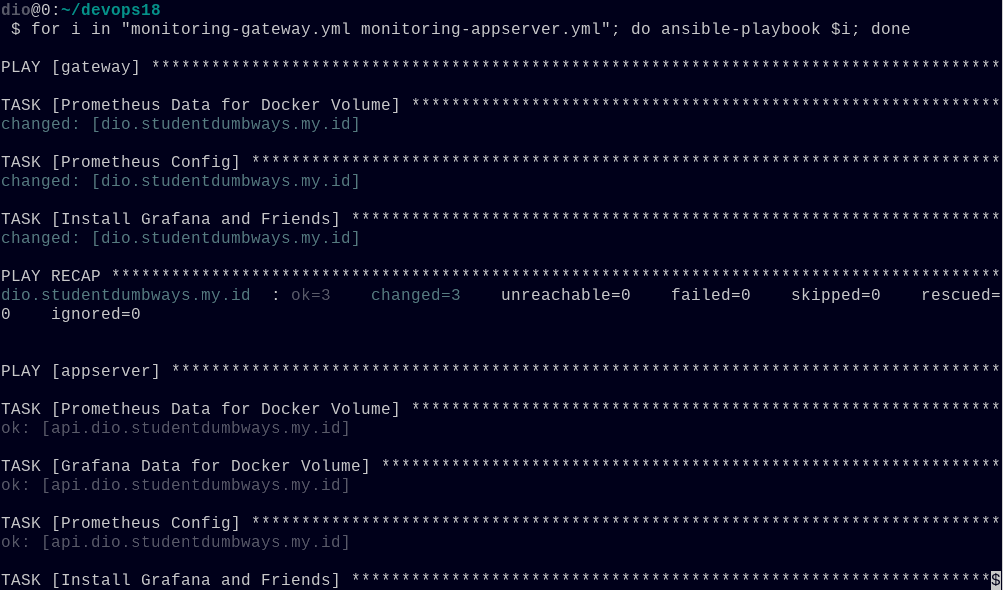 dio@0:~/devops18
$ for i in "monitoring-gateway.yml monitoring-appserver.yml"; do ansible-playbook $i; done
PLAY [gateway] *************************************************************************************
TASK [Prometheus Data for Docker Volume] ***********************************************************
changed: [dio.studentdumbways.my.id]
TASK [Prometheus Config] ***************************************************************************
changed: [dio.studentdumbways.my.id]
TASK [Install Grafana and Friends] *****************************************************************
changed: [dio.studentdumbways.my.id]
PLAY RECAP *****************************************************************************************
dio.studentdumbways.my.id  : ok=3    changed=3    unreachable=0    failed=0    skipped=0    rescued=
0    ignored=0
PLAY [appserver] ***********************************************************************************
TASK [Prometheus Data for Docker Volume] ***********************************************************
ok: [api.dio.studentdumbways.my.id]
TASK [Grafana Data for Docker Volume] **************************************************************
ok: [api.dio.studentdumbways.my.id]
TASK [Prometheus Config] ***************************************************************************
ok: [api.dio.studentdumbways.my.id]
TASK [Install Grafana and Friends] ****************************************************************$